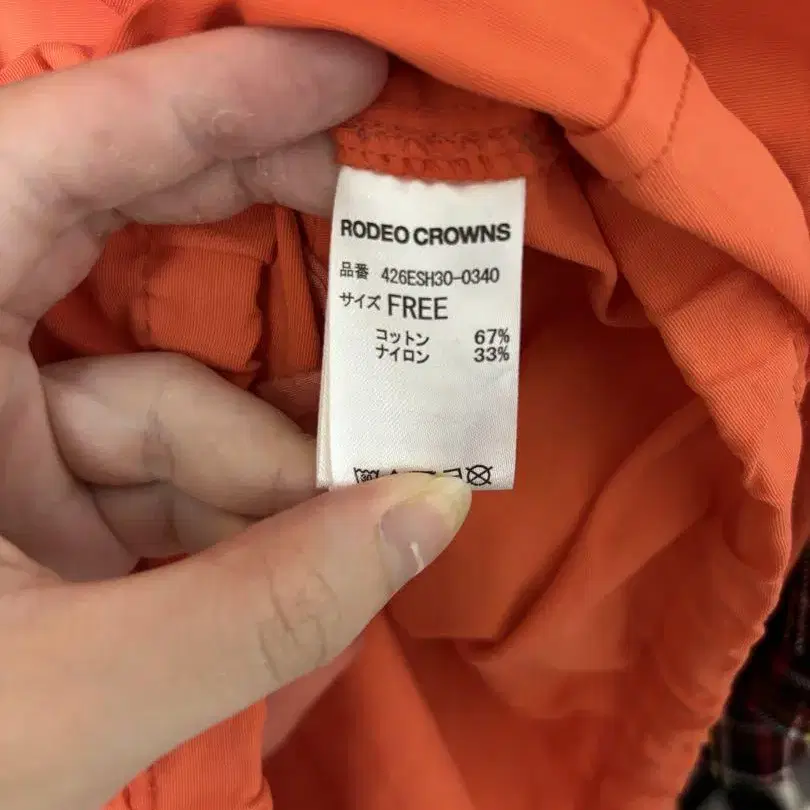 RODEO CROWNS
品番 426ESH30-0340
サイズ FREE
コットン 67%
ナイロン 33%
30